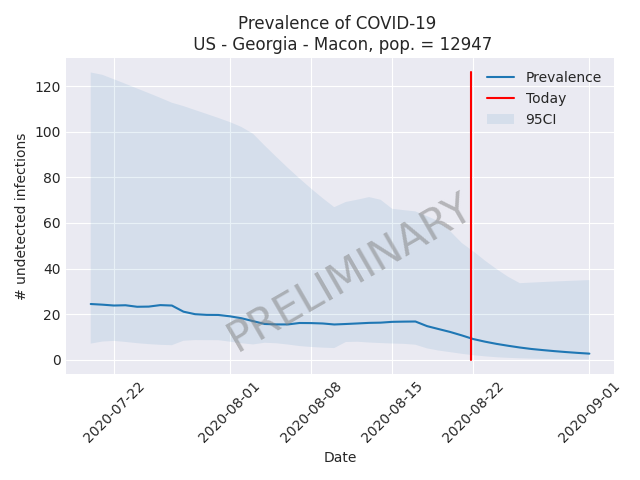 Prevalence of COVID-19
US - Georgia - Macon, pop. = 12947
Prevalence
Today
95CI
120
100
80
60
40
20
0
# undetected infections
PRELIMINARY
2020-07-22
2020-08-01
2020-08-08
2020-08-15
2020-08-22
2020-09-01
Date